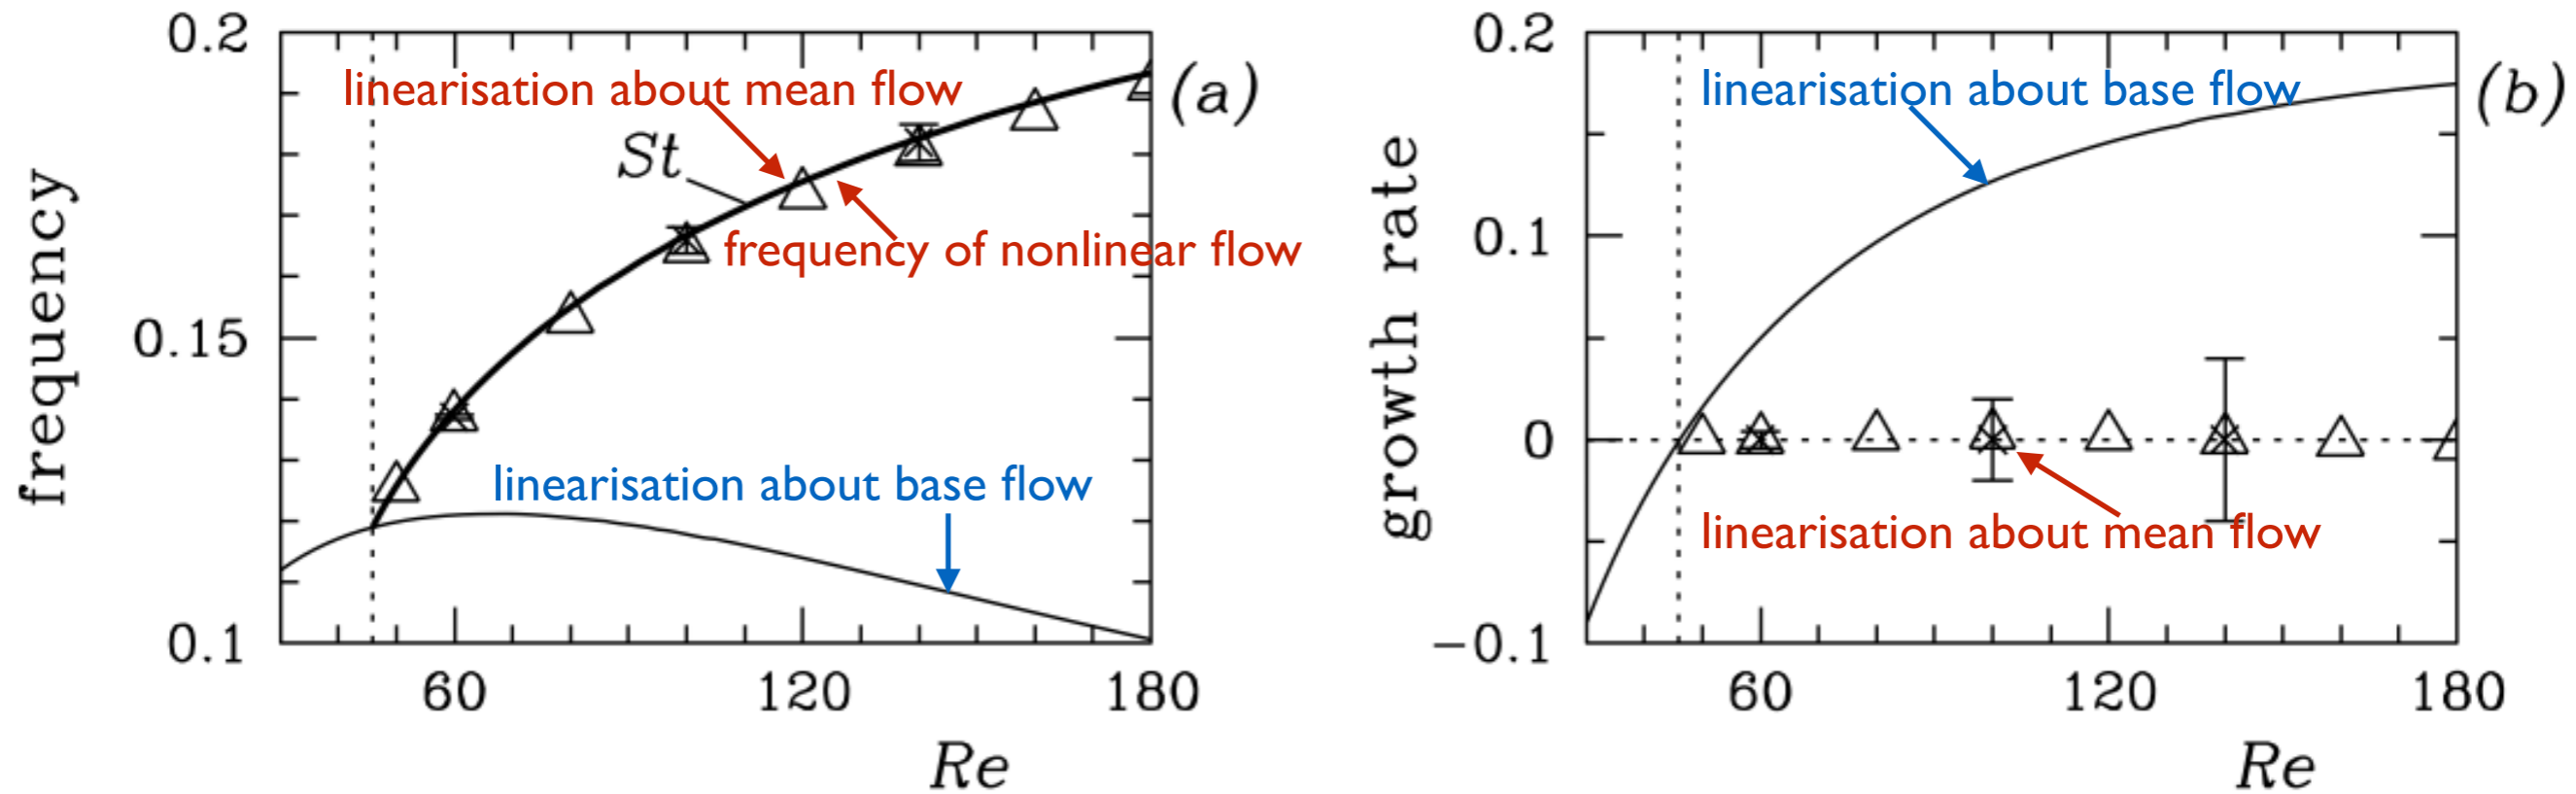 0.2
linearisation about mean flow
(a)
St
frequency
frequency of nonlinear flow
0.15
linearisation about base flow
0.1
60 120 180
Re
0.2
linearisation about base flow
(b)
growth rate
0.1
0
linearisation about mean flow
−0.1
60 120 180
Re